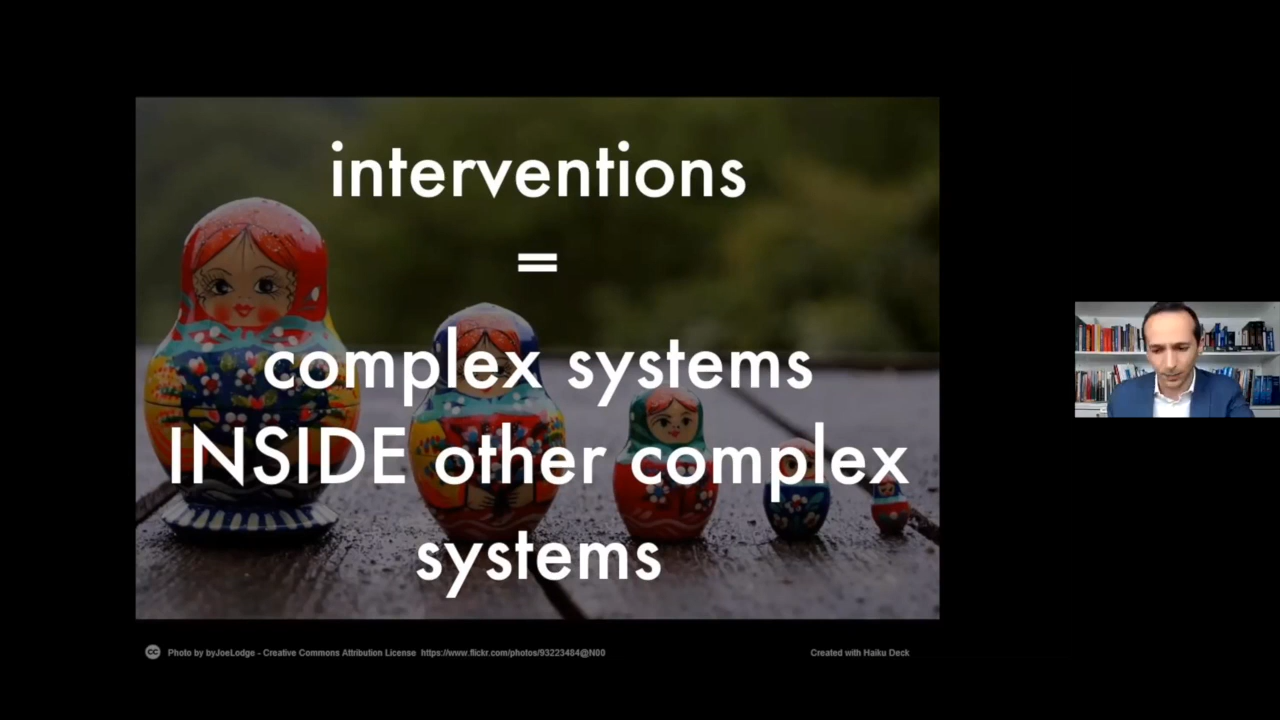 interventions
=
complex systems
INSIDE other complex
systems
cc Photo by byJoeLodge - Creative Commons Attribution License https://www.flickr.com/photos/93223484@N00
Created with Haiku Deck